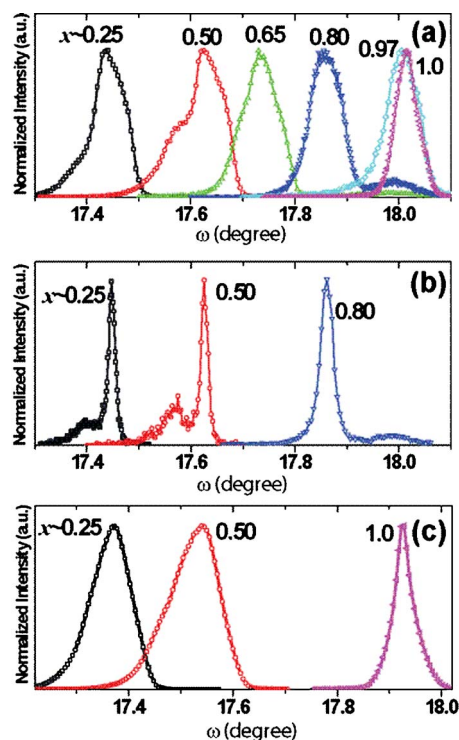 (a)
x~0.25 0.50 0.65 0.80 0.97 1.0
Normalized Intensity (a.u.)
17.4 17.6 17.8 18.0
ω (degree)
(b)
x~0.25 0.50 0.80
Normalized Intensity (a.u.)
17.4 17.6 17.8 18.0
ω (degree)
(c)
x~0.25 0.50 1.0
Normalized Intensity (a.u.)
17.4 17.6 17.8 18.0
ω (degree)